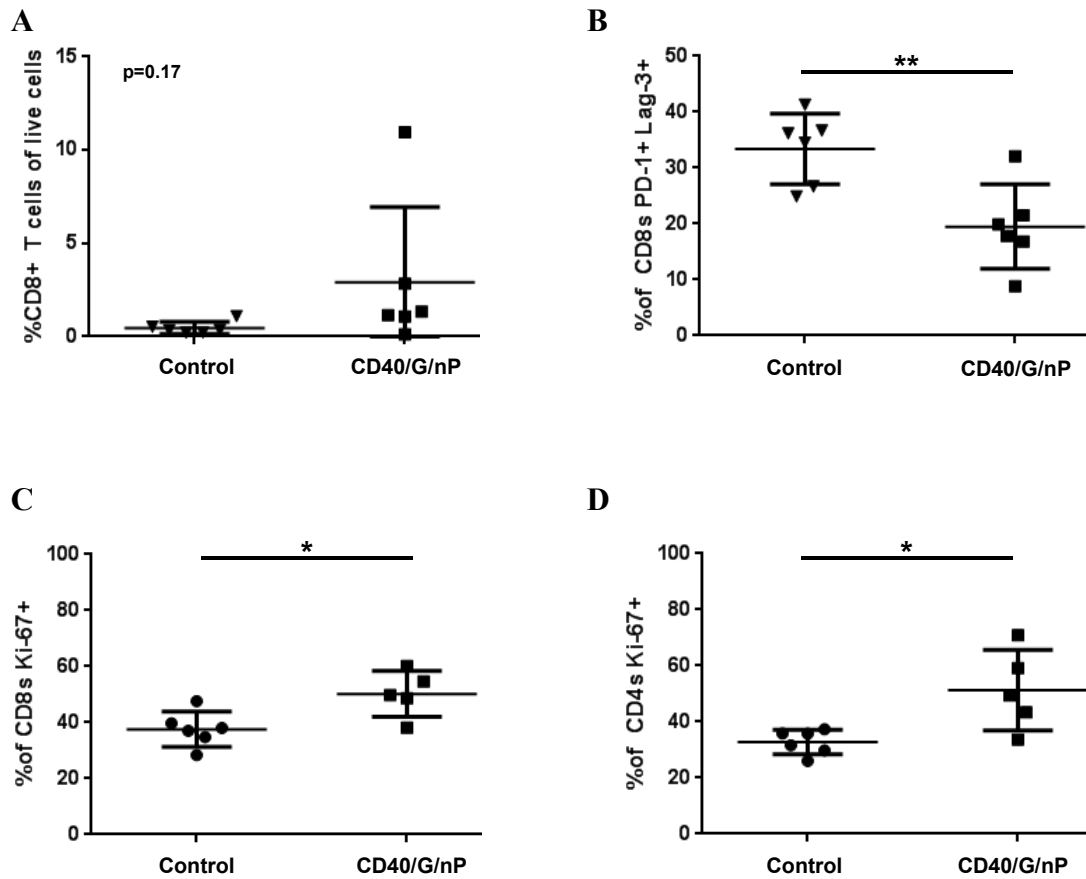 A
%CD8+ T cells of live cells
p=0.17
15
10
5
0
Control
CD40/G/nP
B
%of CD8s PD-1+ Lag-3+
**
50
40
30
20
10
0
Control
CD40/G/nP
C
%of CD8s Ki-67+
*
100
80
60
40
20
0
Control
CD40/G/nP
D
%of CD4s Ki-67+
*
100
80
60
40
20
0
Control
CD40/G/nP